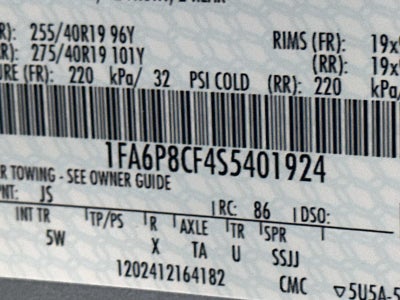 R): 255/40R19 96Y RIMS (FR): 19x
R): 275/40R19 101Y (RR): 19x
URE (FR): 220 kPa/ 32 PSI COLD (RR): 220
1FA6P8CF4S5401924
R TOWING - SEE OWNER GUIDE
PNT: JS RC: 86 DSO:
INT TR TP/PS R AXLE TR SPR
5W X TA U SSJJ
1202412164182 CMC ▽5U5A-5